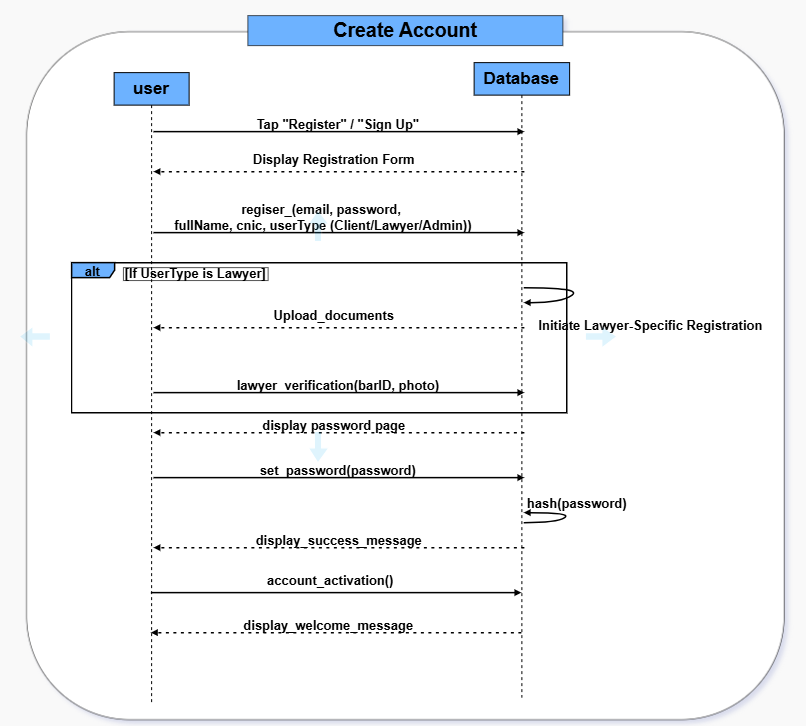 Create Account
user
Database
Tap "Register" / "Sign Up"
Display Registration Form
regiser_(email, password,
fullName, cnic, userType (Client/Lawyer/Admin))
alt
[If UserType is Lawyer]
Upload_documents
Initiate Lawyer-Specific Registration
lawyer_verification(barID, photo)
display password page
set_password(password)
hash(password)
display_success_message
account_activation()
display_welcome_message